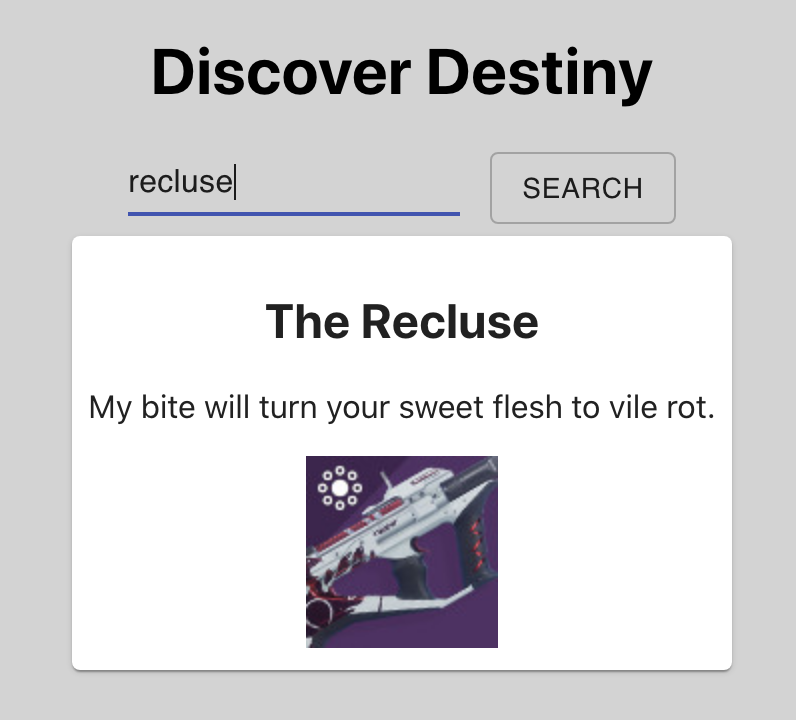 Discover Destiny
recluse
SEARCH
The Recluse
My bite will turn your sweet flesh to vile rot.